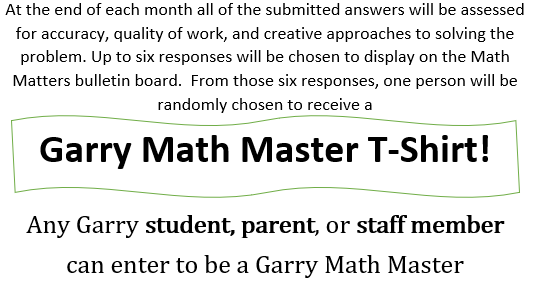 At the end of each month all of the submitted answers will be assessed
for accuracy, quality of work, and creative approaches to solving the
problem. Up to six responses will be chosen to display on the Math
Matters bulletin board.  From those six responses, one person will be
randomly chosen to receive a
Garry Math Master T-Shirt!
Any Garry student, parent, or staff member
can enter to be a Garry Math Master